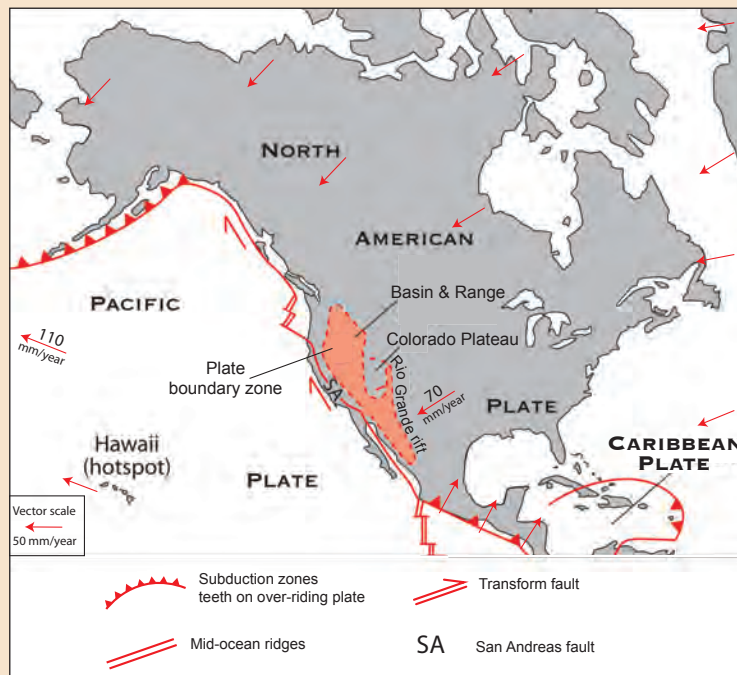 NORTH
AMERICAN
Basin & Range
PACIFIC
110
mm/year
Colorado Plateau
Plate
boundary zone
SA
Rio Grande rift
70
mm/year
PLATE
Hawaii
(hotspot)
PLATE
CARIBBEAN
PLATE
Vector scale
50 mm/year
Subduction zones
teeth on over-riding plate
Transform fault
Mid-ocean ridges
SA
San Andreas fault